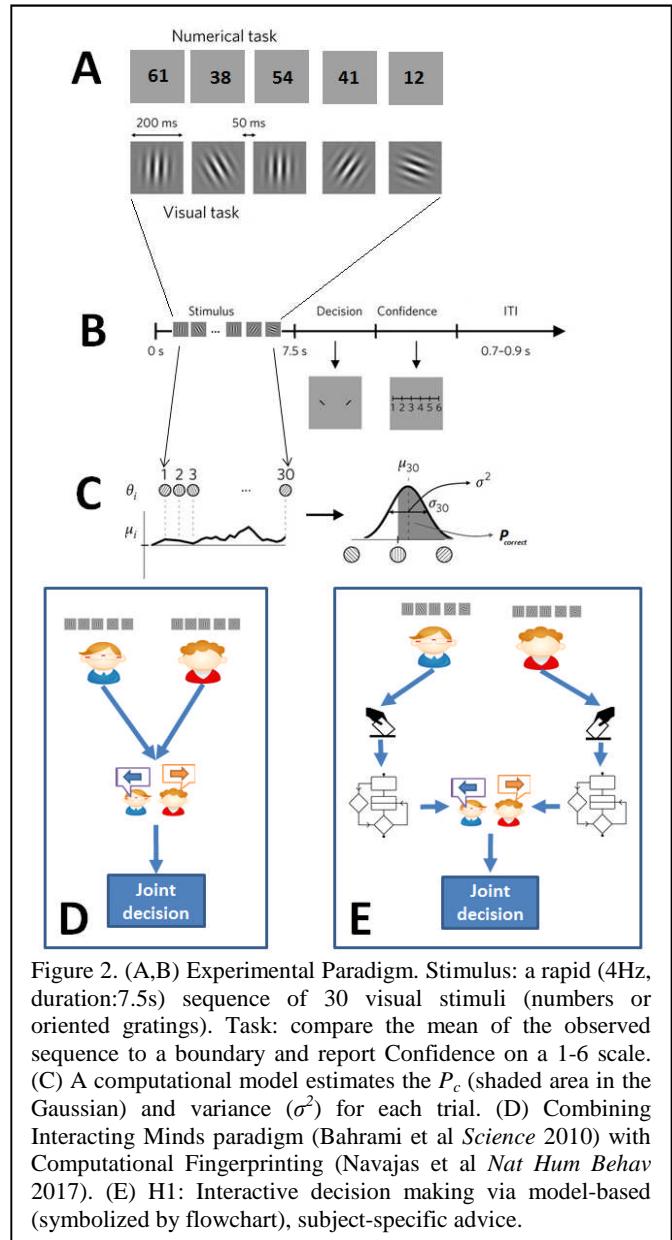 Numerical task
A
61 38 54 41 12
200 ms 50 ms
Visual task
Stimulus Decision Confidence ITI
B
0 s ... 7.5 s 0.7–0.9 s
1 2 3 4 5 6
C
1 2 3 30
θi ...
μi
μ30
σ2
σ30
Pcorrect
Joint
decision
D
Joint
decision
E
Figure 2. (A,B) Experimental Paradigm. Stimulus: a rapid (4Hz,
duration:7.5s) sequence of 30 visual stimuli (numbers or
oriented gratings). Task: compare the mean of the observed
sequence to a boundary and report Confidence on a 1-6 scale.
(C) A computational model estimates the Pc (shaded area in the
Gaussian) and variance (σ2) for each trial. (D) Combining
Interacting Minds paradigm (Bahrami et al Science 2010) with
Computational Fingerprinting (Navajas et al Nat Hum Behav
2017). (E) H1: Interactive decision making via model-based
(symbolized by flowchart), subject-specific advice.